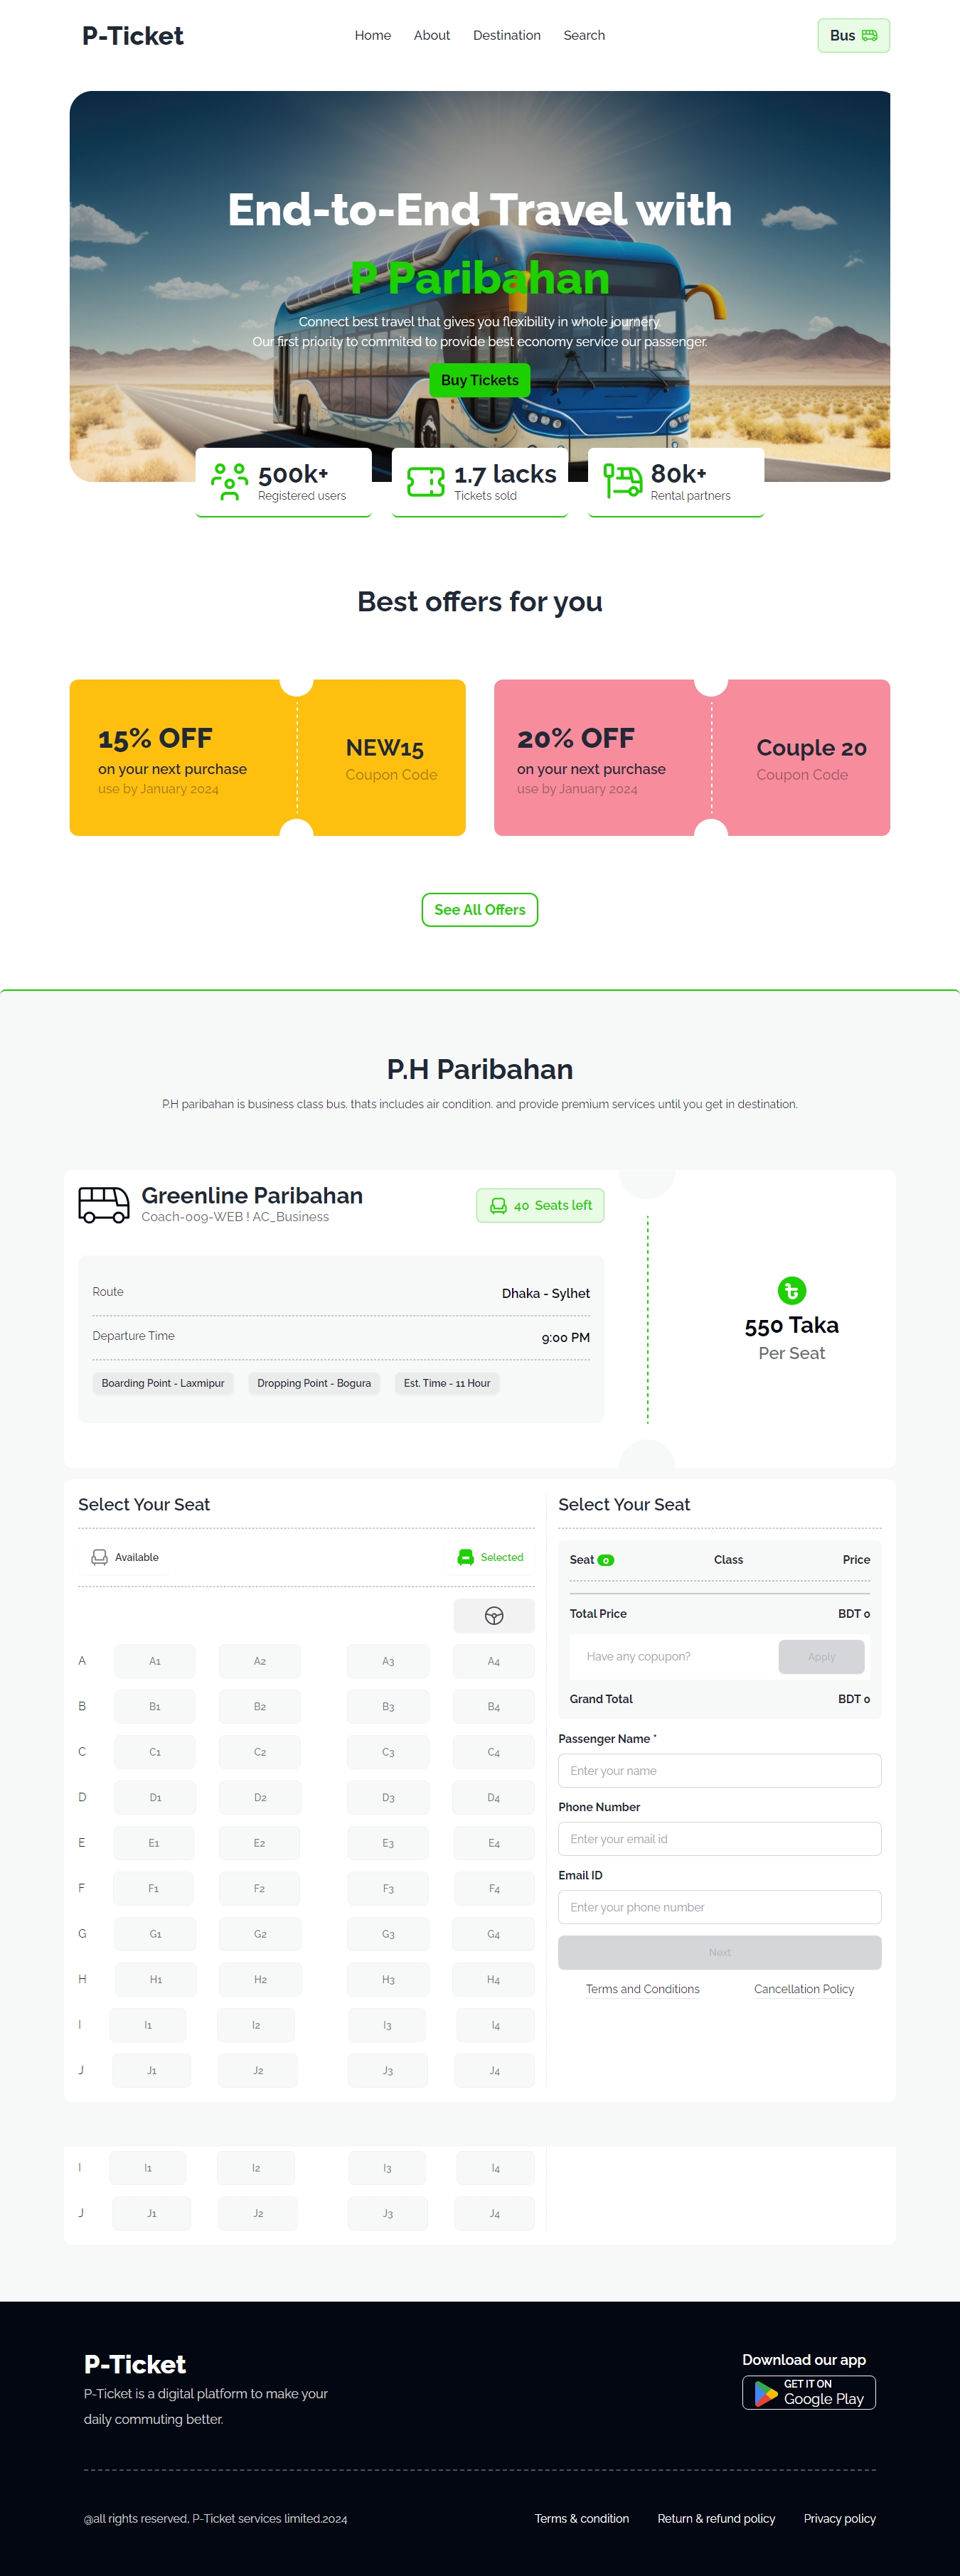 P-Ticket
Home About Destination Search
Bus
End-to-End Travel with
P Paribahan
Connect best travel that gives you flexibility in whole journery.
Our first priority to commited to provide best economy service our passenger.
Buy Tickets
500k+
Registered users
1.7 lacks
Tickets sold
80k+
Rental partners
Best offers for you
15% OFF
on your next purchase
use by January 2024
NEW15
Coupon Code
20% OFF
on your next purchase
use by January 2024
Couple 20
Coupon Code
See All Offers
P.H Paribahan
P.H paribahan is business class bus. thats includes air condition. and provide premium services until you get in destination.
Greenline Paribahan
Coach-009-WEB ! AC_Business
40 Seats left
Route Dhaka - Sylhet
Departure Time 9:00 PM
Boarding Point - Laxmipur Dropping Point - Bogura Est. Time - 11 Hour
৳
550 Taka
Per Seat
Select Your Seat
Available Selected
A A1 A2 A3 A4
B B1 B2 B3 B4
C C1 C2 C3 C4
D D1 D2 D3 D4
E E1 E2 E3 E4
F F1 F2 F3 F4
G G1 G2 G3 G4
H H1 H2 H3 H4
I I1 I2 I3 I4
J J1 J2 J3 J4
Select Your Seat
Seat 0 Class Price
Total Price BDT 0
Have any copupon? Apply
Grand Total BDT 0
Passenger Name *
Enter your name
Phone Number
Enter your email id
Email ID
Enter your phone number
Next
Terms and Conditions Cancellation Policy
I I1 I2 I3 I4
J J1 J2 J3 J4
P-Ticket
P-Ticket is a digital platform to make your
daily commuting better.
Download our app
GET IT ON
Google Play
@all rights reserved, P-Ticket services limited.2024
Terms & condition Return & refund policy Privacy policy